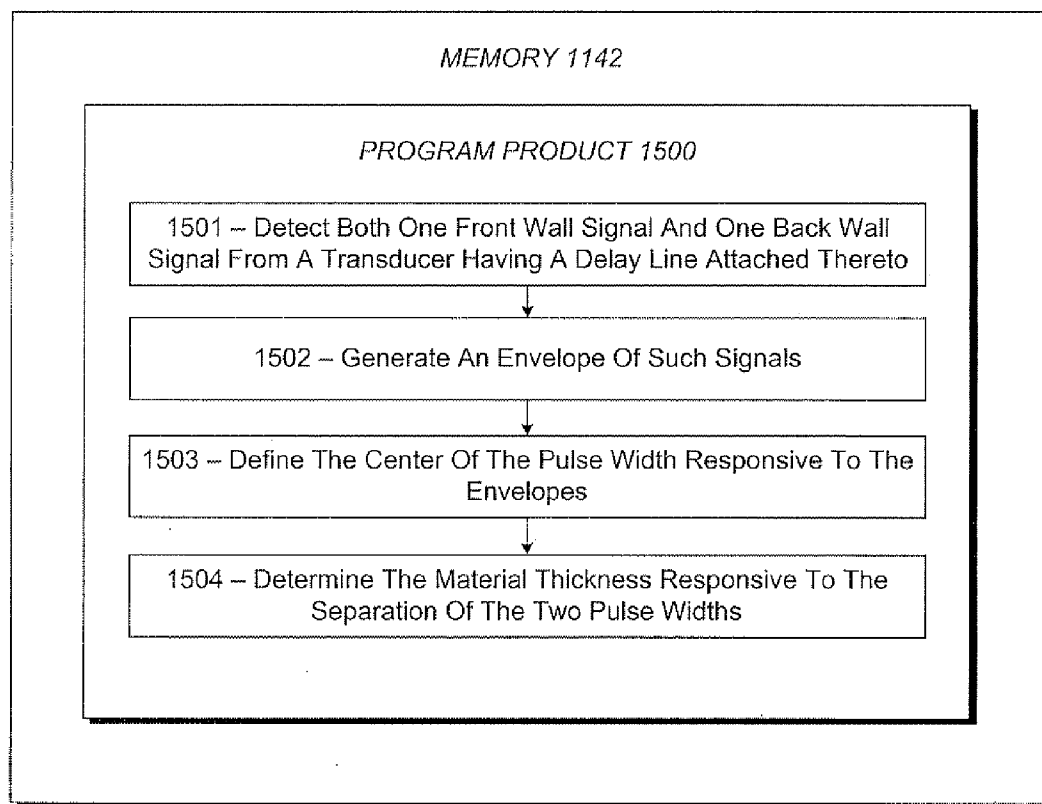 MEMORY 1142
PROGRAM PRODUCT 1500
1501 – Detect Both One Front Wall Signal And One Back Wall
Signal From A Transducer Having A Delay Line Attached Thereto
1502 – Generate An Envelope Of Such Signals
1503 – Define The Center Of The Pulse Width Responsive To The
Envelopes
1504 – Determine The Material Thickness Responsive To The
Separation Of The Two Pulse Widths